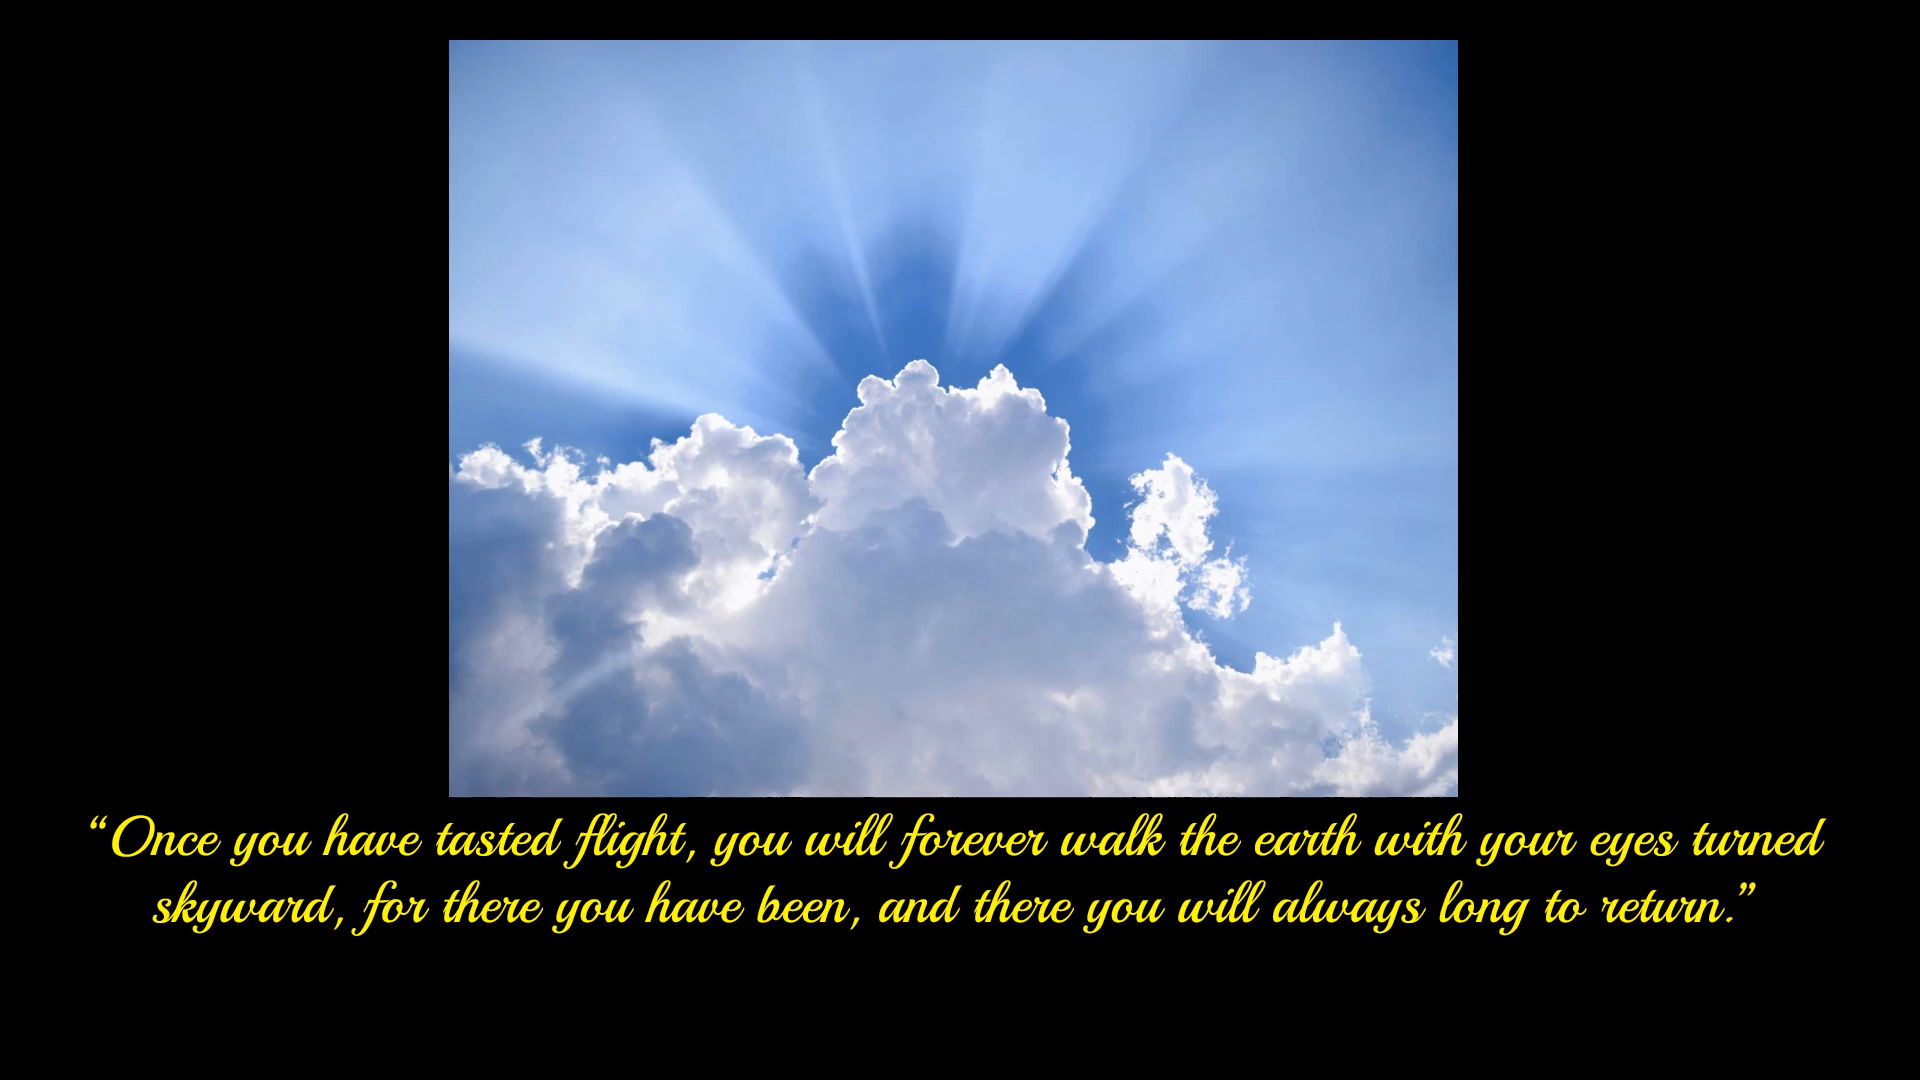 “Once you have tasted flight, you will forever walk the earth with your eyes turned
skyward, for there you have been, and there you will always long to return.”